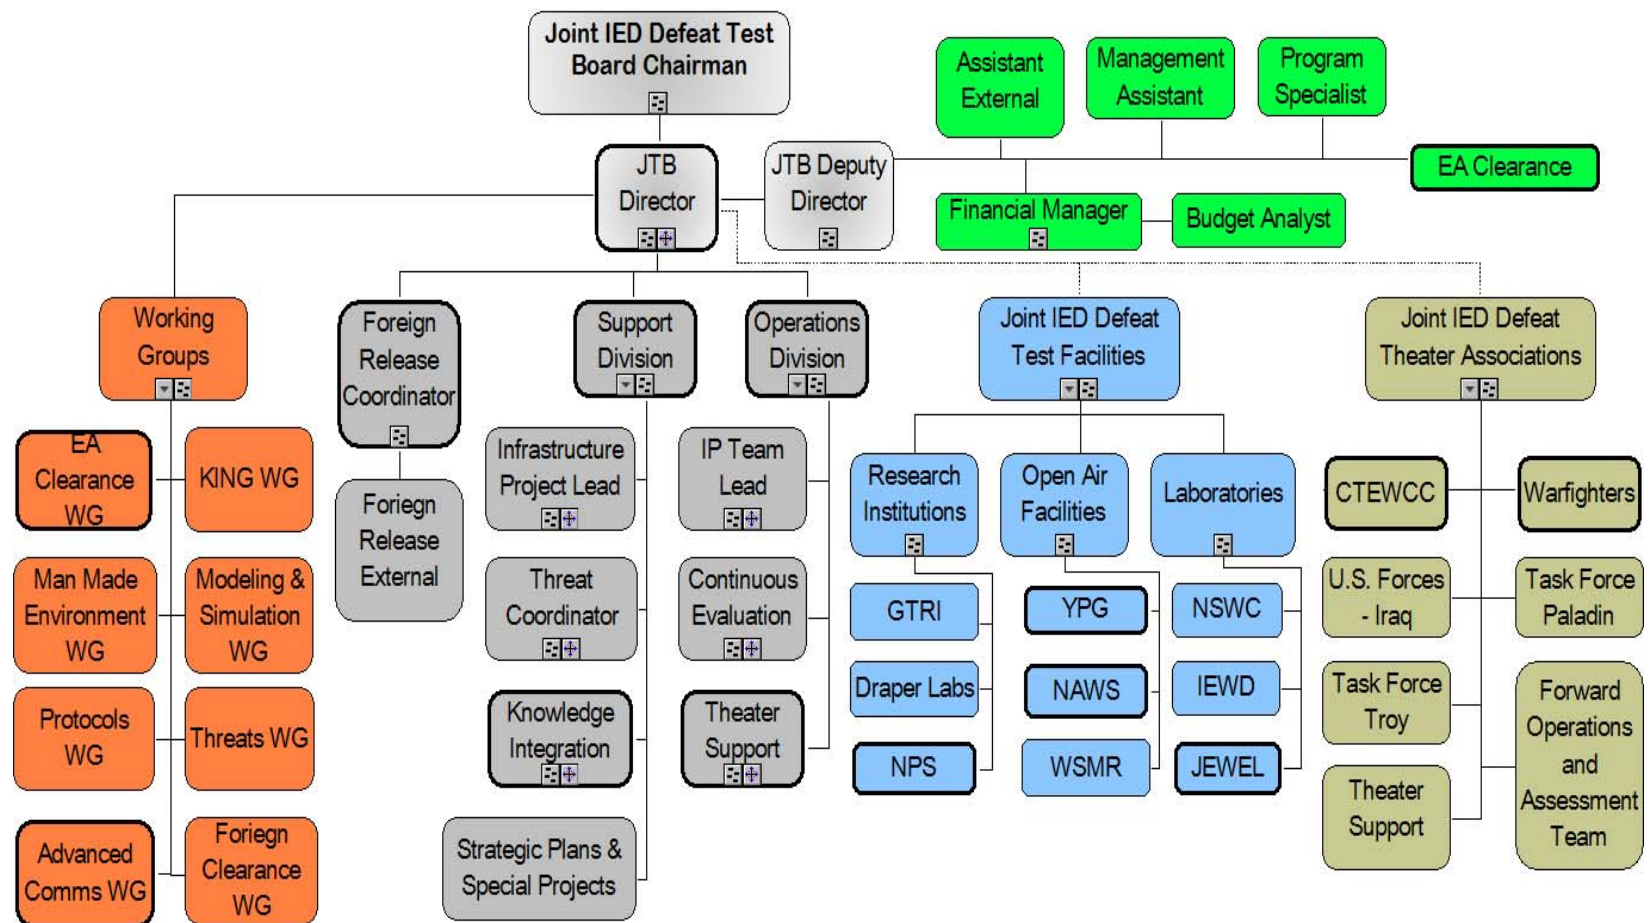 Joint IED Defeat Test
Board Chairman
Assistant
External
Management
Assistant
Program
Specialist
JTB
Director
JTB Deputy
Director
EA Clearance
Financial Manager
Budget Analyst
Working
Groups
Foreign
Release
Coordinator
Support
Division
Operations
Division
Joint IED Defeat
Test Facilities
Joint IED Defeat
Theater Associations
EA
Clearance
WG
KING WG
Man Made
Environment
WG
Modeling &
Simulation
WG
Protocols
WG
Threats WG
Advanced
Comms WG
Foriegn
Clearance
WG
Foriegn
Release
External
Infrastructure
Project Lead
Threat
Coordinator
Knowledge
Integration
Strategic Plans &
Special Projects
IP Team
Lead
Continuous
Evaluation
Theater
Support
Research
Institutions
Open Air
Facilities
Laboratories
GTRI
Draper Labs
NPS
YPG
NAWS
WSMR
NSWC
IEWD
JEWEL
CTEWCC
Warfighters
U.S. Forces
- Iraq
Task Force
Paladin
Task Force
Troy
Theater
Support
Forward
Operations
and
Assessment
Team